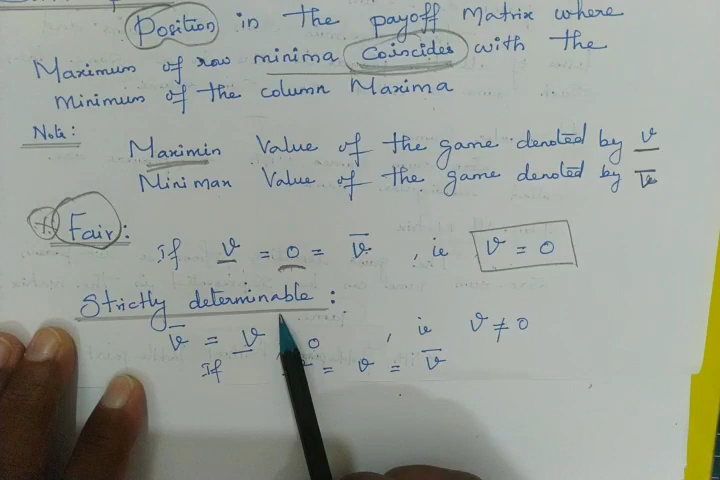 Position in the payoff Matrix where
Maximum of row minima Coincides with the
minimum of the column Maxima
Note:
Maximin Value of the game denoted by v̲
Minimax Value of the game denoted by v̅
Fair:
If v̲ = 0 = v̅ , ie v = 0
Strictly determinable :
v̅ = v̲ 0 , ie v ≠ 0
If = v = v̅